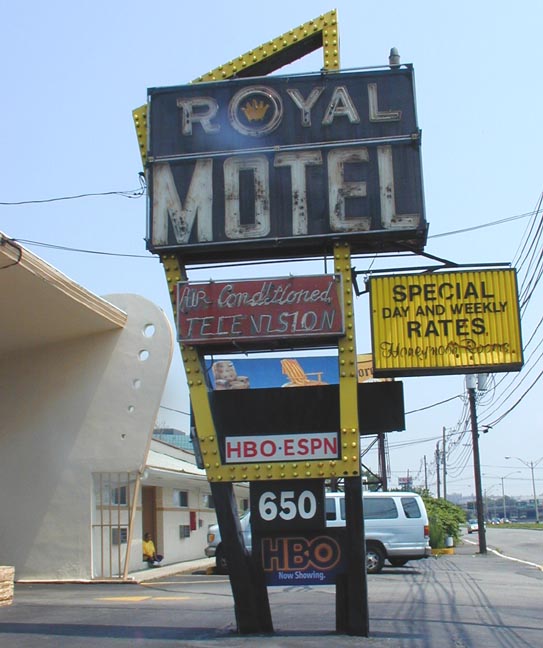 ROYAL
MOTEL
AIR Conditioned
TELEVISION
SPECIAL
DAY AND WEEKLY
RATES
Honeymoon Rooms
HBO·ESPN
650
HBO
Now Showing.